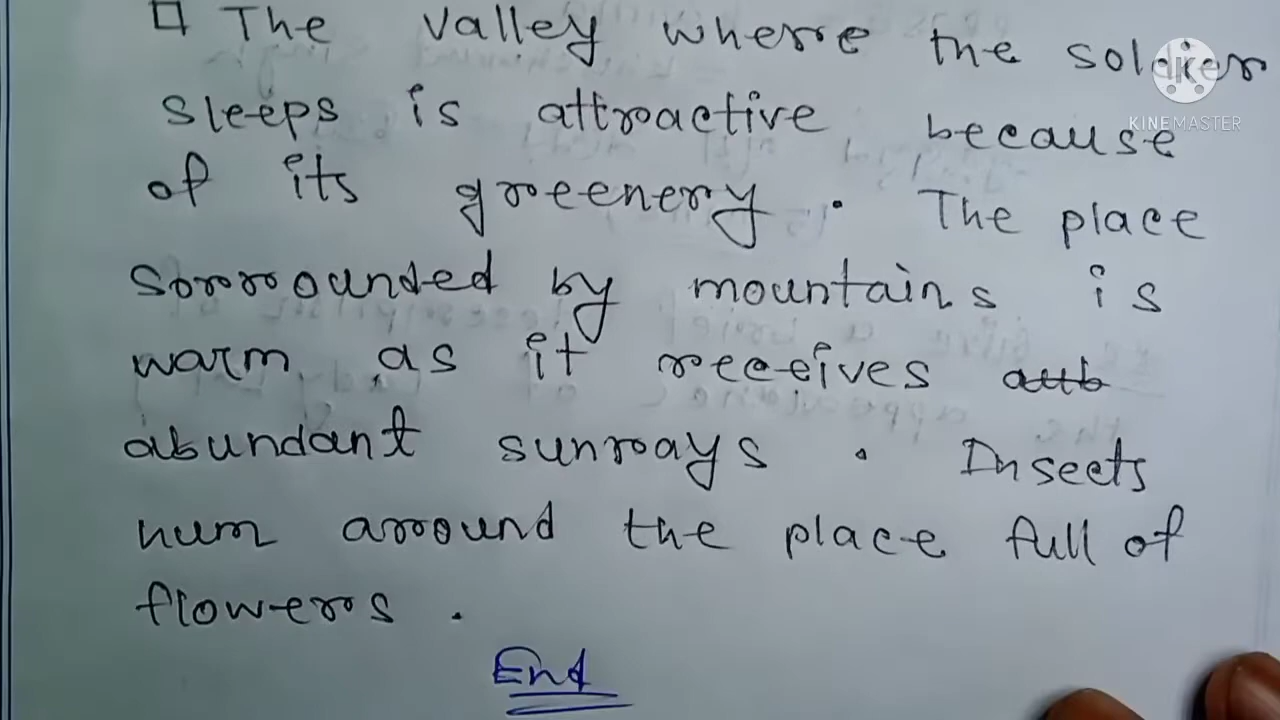 The valley where the soldier
sleeps is attractive because
of its greenery. The place
sorrounded by mountains is
warm as it receives
abundant sunrays. Insects
hum around the place full of
flowers.
End
KINEMASTER